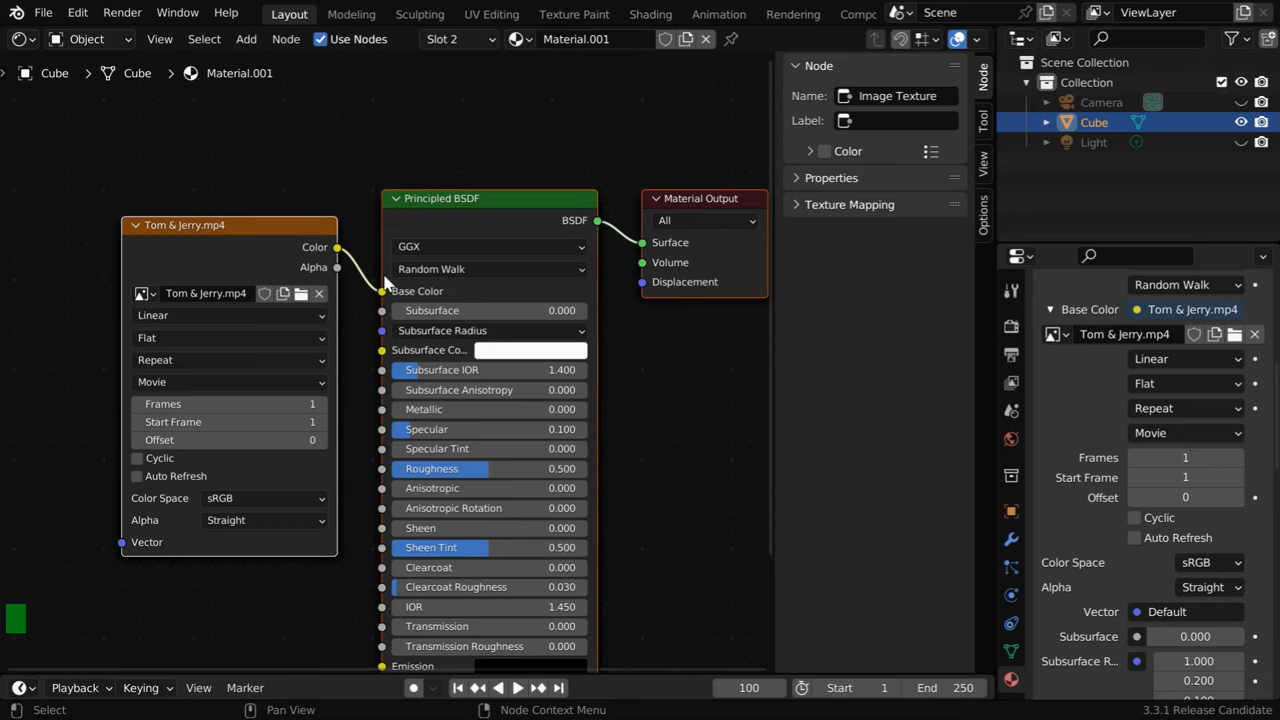 File Edit Render Window Help Layout Modeling Sculpting UV Editing Texture Paint Shading Animation Rendering Compc Scene ViewLayer
Object View Select Add Node Use Nodes Slot 2 Material.001
Cube Cube Material.001
Node
Name: Image Texture
Label:
Color
Properties
Texture Mapping
Node
Tool
View
Options
Scene Collection
Collection
Camera
Cube
Light
Tom & Jerry.mp4
Color
Alpha
Tom & Jerry.mp4
Linear
Flat
Repeat
Movie
Frames 1
Start Frame 1
Offset 0
Cyclic
Auto Refresh
Color Space sRGB
Alpha Straight
Vector
Principled BSDF
BSDF
GGX
Random Walk
Base Color
Subsurface 0.000
Subsurface Radius
Subsurface Co...
Subsurface IOR 1.400
Subsurface Anisotropy 0.000
Metallic 0.000
Specular 0.100
Specular Tint 0.000
Roughness 0.500
Anisotropic 0.000
Anisotropic Rotation 0.000
Sheen 0.000
Sheen Tint 0.500
Clearcoat 0.000
Clearcoat Roughness 0.030
IOR 1.450
Transmission 0.000
Transmission Roughness 0.000
Emission
Material Output
All
Surface
Volume
Displacement
Random Walk
Base Color Tom & Jerry.mp4
Tom & Jerry.mp4
Linear
Flat
Repeat
Movie
Frames 1
Start Frame 1
Offset 0
Cyclic
Auto Refresh
Color Space sRGB
Alpha Straight
Vector Default
Subsurface 0.000
Subsurface R... 1.000
0.200
Playback Keying View Marker 100 Start 1 End 250
Select Pan View Node Context Menu 3.3.1 Release Candidate